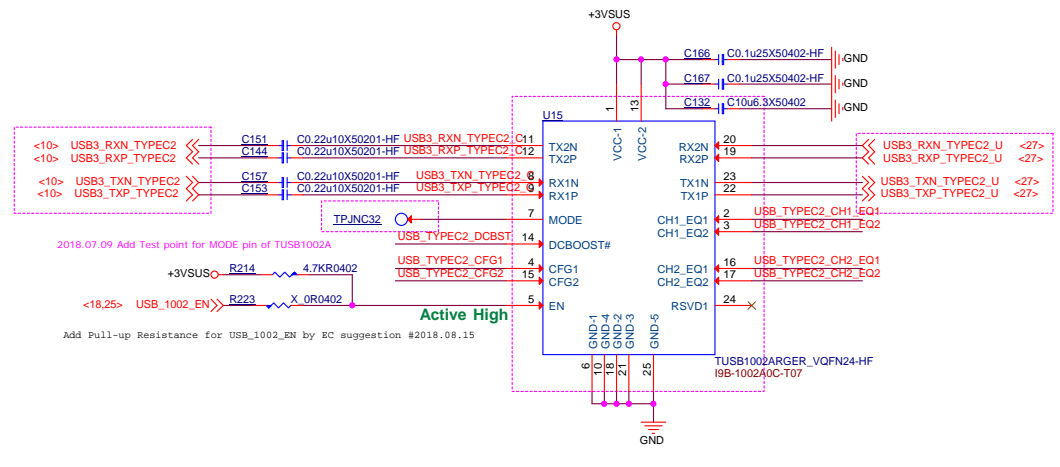 +3VSUS
C166 C0.1u25X50402-HF GND
C167 C0.1u25X50402-HF GND
C132 C10u6.3X50402 GND
U15
1 VCC-1
13 VCC-2
<10> USB3_RXN_TYPEC2 C151 C0.22u10X50201-HF USB3_RXN_TYPEC2_C 11 TX2N
<10> USB3_RXP_TYPEC2 C144 C0.22u10X50201-HF USB3_RXP_TYPEC2_C 12 TX2P
<10> USB3_TXN_TYPEC2 C157 C0.22u10X50201-HF USB3_TXN_TYPEC2_C 8 RX1N
<10> USB3_TXP_TYPEC2 C153 C0.22u10X50201-HF USB3_TXP_TYPEC2_C 9 RX1P
RX2N 20 USB3_RXN_TYPEC2_U <27>
RX2P 19 USB3_RXP_TYPEC2_U <27>
TX1N 23 USB3_TXN_TYPEC2_U <27>
TX1P 22 USB3_TXP_TYPEC2_U <27>
TPJNC32 7 MODE
CH1_EQ1 2 USB_TYPEC2_CH1_EQ1
CH1_EQ2 3 USB_TYPEC2_CH1_EQ2
2018.07.09 Add Test point for MODE pin of TUSB1002A
USB_TYPEC2_DCBST 14 DCBOOST#
USB_TYPEC2_CFG1 4 CFG1
USB_TYPEC2_CFG2 15 CFG2
CH2_EQ1 16 USB_TYPEC2_CH2_EQ1
CH2_EQ2 17 USB_TYPEC2_CH2_EQ2
+3VSUS R214 4.7KR0402
<18,25> USB_1002_EN R223 X_0R0402 5 EN
RSVD1 24
Active High
Add Pull-up Resistance for USB_1002_EN by EC suggestion #2018.08.15
GND-1 6
GND-4 10
GND-2 18
GND-3 21
GND-5 25
TUSB1002ARGER_VQFN24-HF
I9B-1002A0C-T07
GND